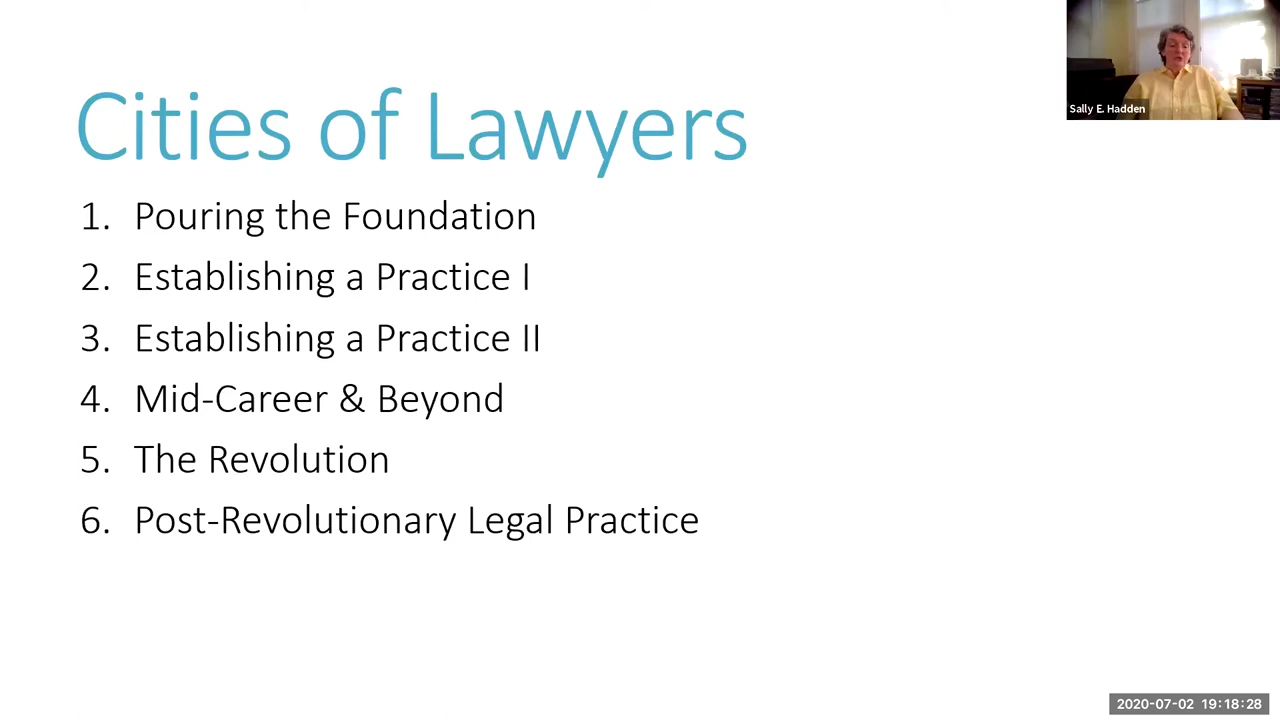 Cities of Lawyers
1. Pouring the Foundation
2. Establishing a Practice I
3. Establishing a Practice II
4. Mid-Career & Beyond
5. The Revolution
6. Post-Revolutionary Legal Practice
Sally E. Hadden
2020-07-02 19:18:28